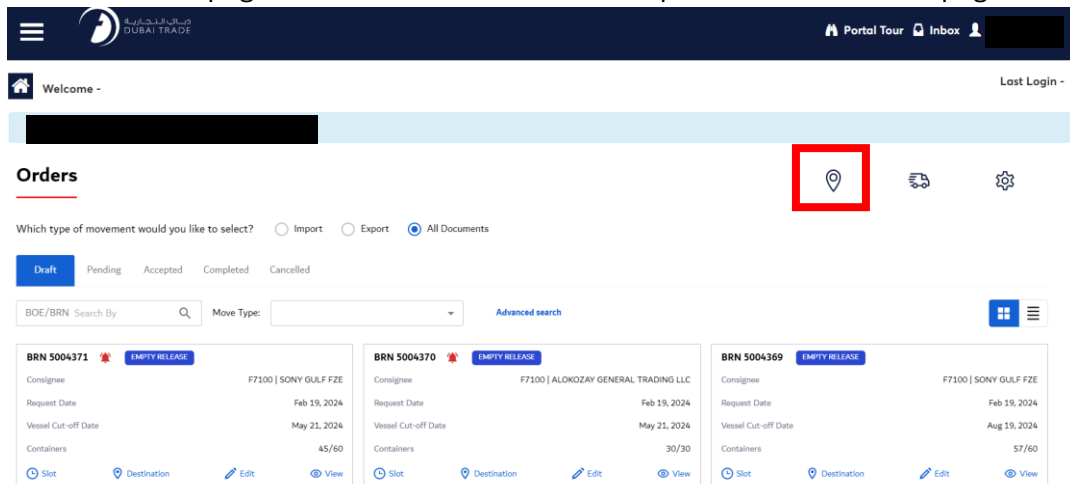 دبي التجارية
DUBAI TRADE
Portal Tour Inbox
Welcome -
Last Login -
Orders
Which type of movement would you like to select? Import Export All Documents
Draft Pending Accepted Completed Cancelled
BOE/BRN Search By Move Type: Advanced search
BRN 5004371 EMPTY RELEASE
Consignee F7100 | SONY GULF FZE
Request Date Feb 19, 2024
Vessel Cut-off Date May 21, 2024
Containers 45/60
Slot Destination Edit View
BRN 5004370 EMPTY RELEASE
Consignee F7100 | ALOKOZAY GENERAL TRADING LLC
Request Date Feb 19, 2024
Vessel Cut-off Date May 21, 2024
Containers 30/30
Slot Destination Edit View
BRN 5004369 EMPTY RELEASE
Consignee F7100 | SONY GULF FZE
Request Date Feb 19, 2024
Vessel Cut-off Date Aug 19, 2024
Containers 57/60
Slot Destination Edit View